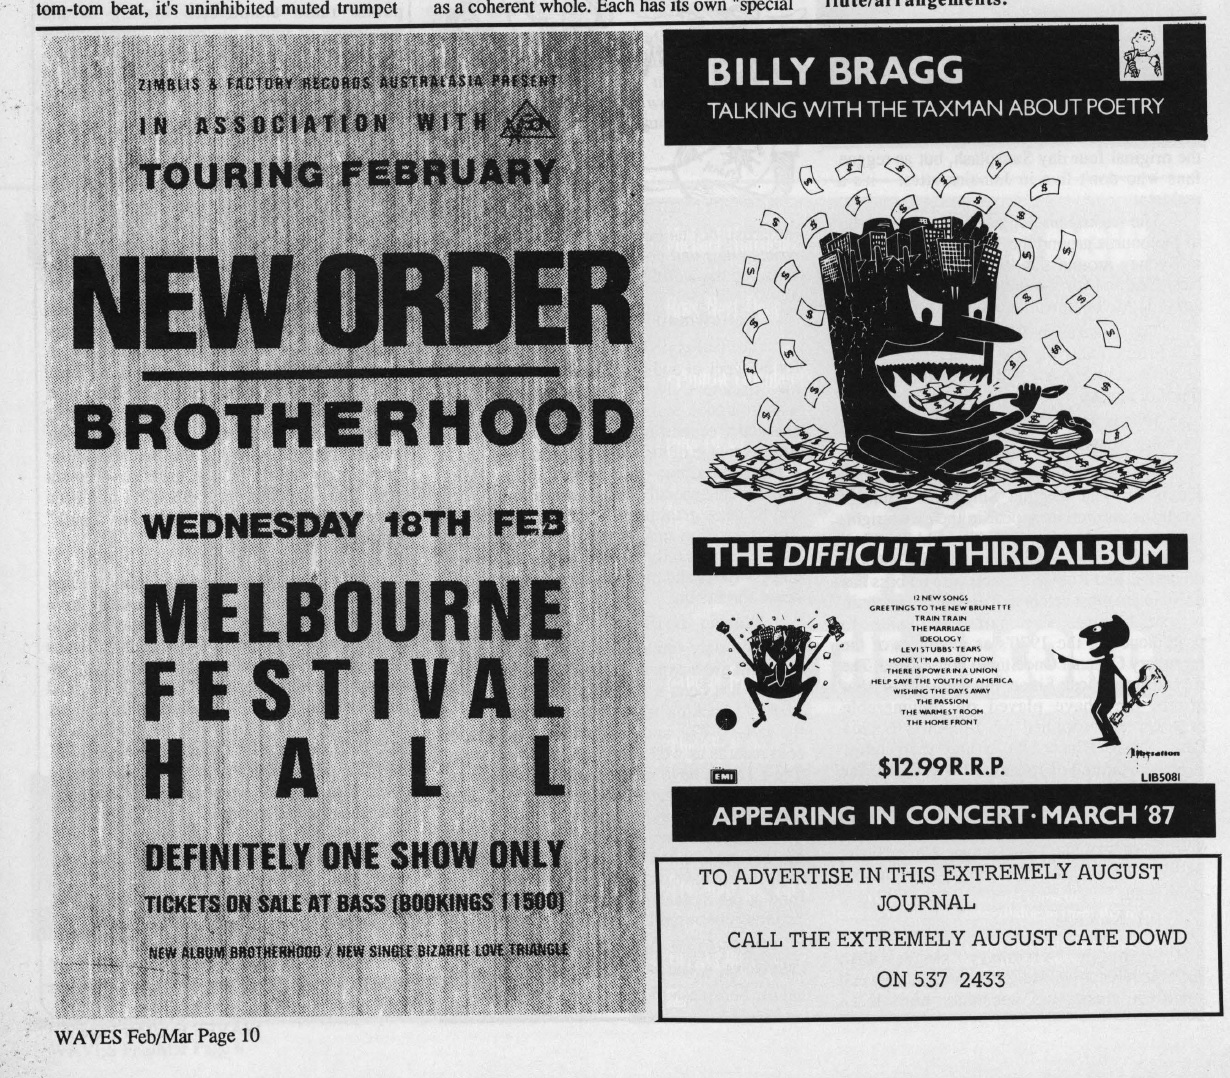 tom-tom beat, it's uninhibited muted trumpet
as a coherent whole. Each has its own "special
flute/arrangements.
ZIMBLIS & FACTORY RECORDS AUSTRALASIA PRESENT
IN ASSOCIATION WITH
TOURING FEBRUARY
NEW ORDER
BROTHERHOOD
WEDNESDAY 18TH FEB
MELBOURNE
FESTIVAL
HALL
DEFINITELY ONE SHOW ONLY
TICKETS ON SALE AT BASS (BOOKINGS 11500)
NEW ALBUM BROTHERHOOD / NEW SINGLE BIZARRE LOVE TRIANGLE
BILLY BRAGG
TALKING WITH THE TAXMAN ABOUT POETRY
THE DIFFICULT THIRD ALBUM
12 NEW SONGS
GREETINGS TO THE NEW BRUNETTE
TRAIN TRAIN
THE MARRIAGE
IDEOLOGY
LEVI STUBBS' TEARS
HONEY, I'M A BIG BOY NOW
THERE IS POWER IN A UNION
HELP SAVE THE YOUTH OF AMERICA
WISHING THE DAYS AWAY
THE PASSION
THE WARMEST ROOM
THE HOME FRONT
$12.99 R.R.P.
EMI
Liberation
LIB5081
APPEARING IN CONCERT · MARCH '87
TO ADVERTISE IN THIS EXTREMELY AUGUST
JOURNAL
CALL THE EXTREMELY AUGUST CATE DOWD
ON 537 2433
WAVES Feb/Mar Page 10